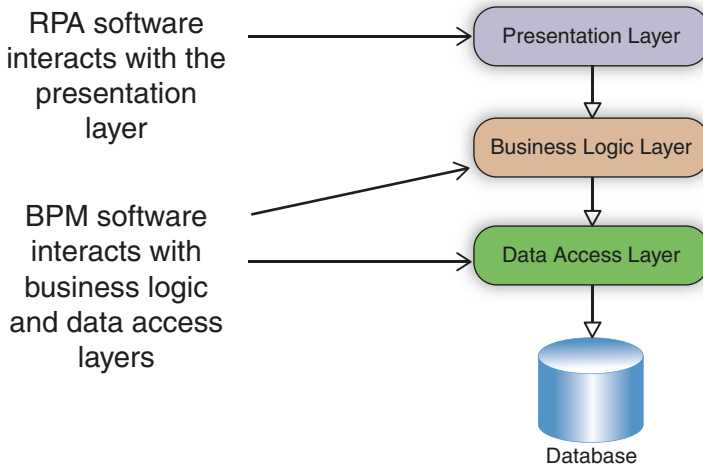 RPA software
interacts with the
presentation
layer
Presentation Layer
Business Logic Layer
BPM software
interacts with
business logic
and data access
layers
Data Access Layer
Database